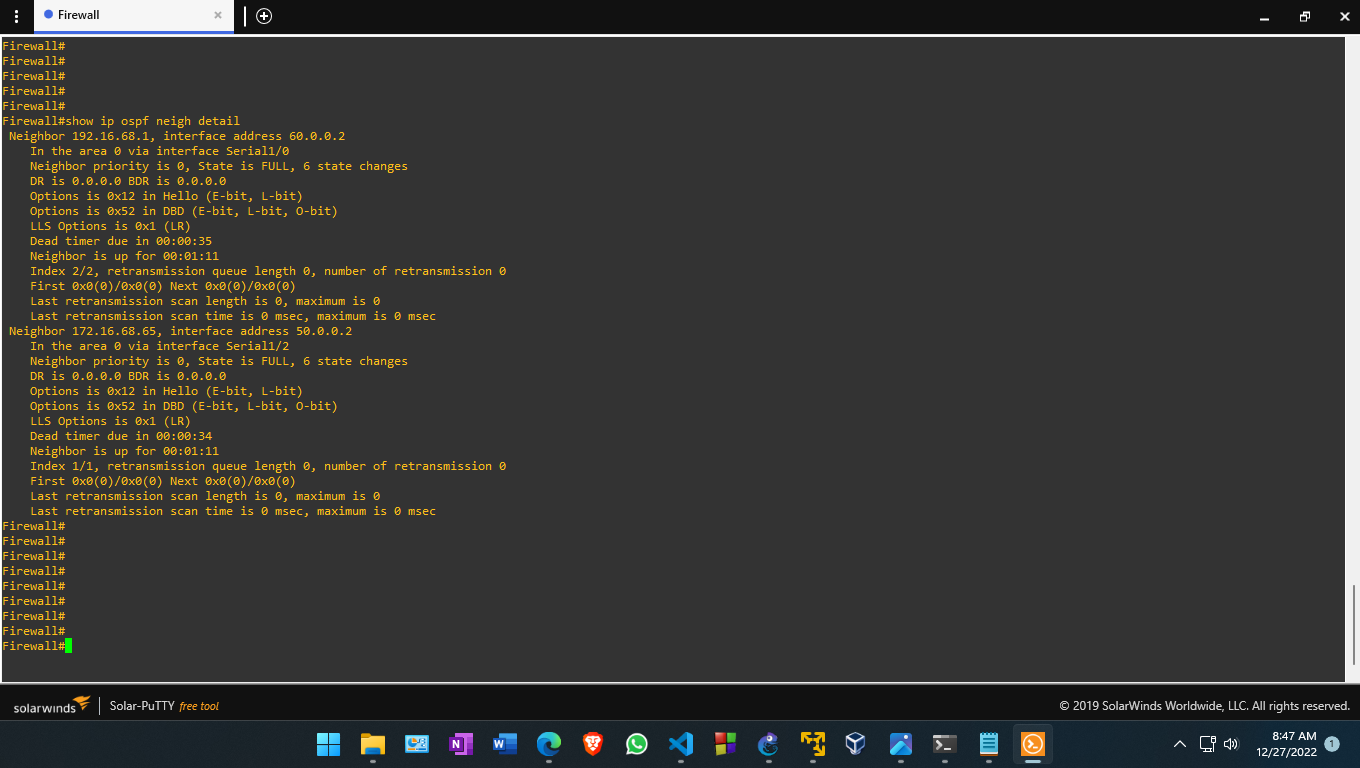 Firewall
Firewall#
Firewall#
Firewall#
Firewall#
Firewall#
Firewall#show ip ospf neigh detail
Neighbor 192.16.68.1, interface address 60.0.0.2
In the area 0 via interface Serial1/0
Neighbor priority is 0, State is FULL, 6 state changes
DR is 0.0.0.0 BDR is 0.0.0.0
Options is 0x12 in Hello (E-bit, L-bit)
Options is 0x52 in DBD (E-bit, L-bit, O-bit)
LLS Options is 0x1 (LR)
Dead timer due in 00:00:35
Neighbor is up for 00:01:11
Index 2/2, retransmission queue length 0, number of retransmission 0
First 0x0(0)/0x0(0) Next 0x0(0)/0x0(0)
Last retransmission scan length is 0, maximum is 0
Last retransmission scan time is 0 msec, maximum is 0 msec
Neighbor 172.16.68.65, interface address 50.0.0.2
In the area 0 via interface Serial1/2
Neighbor priority is 0, State is FULL, 6 state changes
DR is 0.0.0.0 BDR is 0.0.0.0
Options is 0x12 in Hello (E-bit, L-bit)
Options is 0x52 in DBD (E-bit, L-bit, O-bit)
LLS Options is 0x1 (LR)
Dead timer due in 00:00:34
Neighbor is up for 00:01:11
Index 1/1, retransmission queue length 0, number of retransmission 0
First 0x0(0)/0x0(0) Next 0x0(0)/0x0(0)
Last retransmission scan length is 0, maximum is 0
Last retransmission scan time is 0 msec, maximum is 0 msec
Firewall#
Firewall#
Firewall#
Firewall#
Firewall#
Firewall#
Firewall#
Firewall#
Firewall#
solarwinds Solar-PuTTY free tool © 2019 SolarWinds Worldwide, LLC. All rights reserved.
8:47 AM
12/27/2022 1